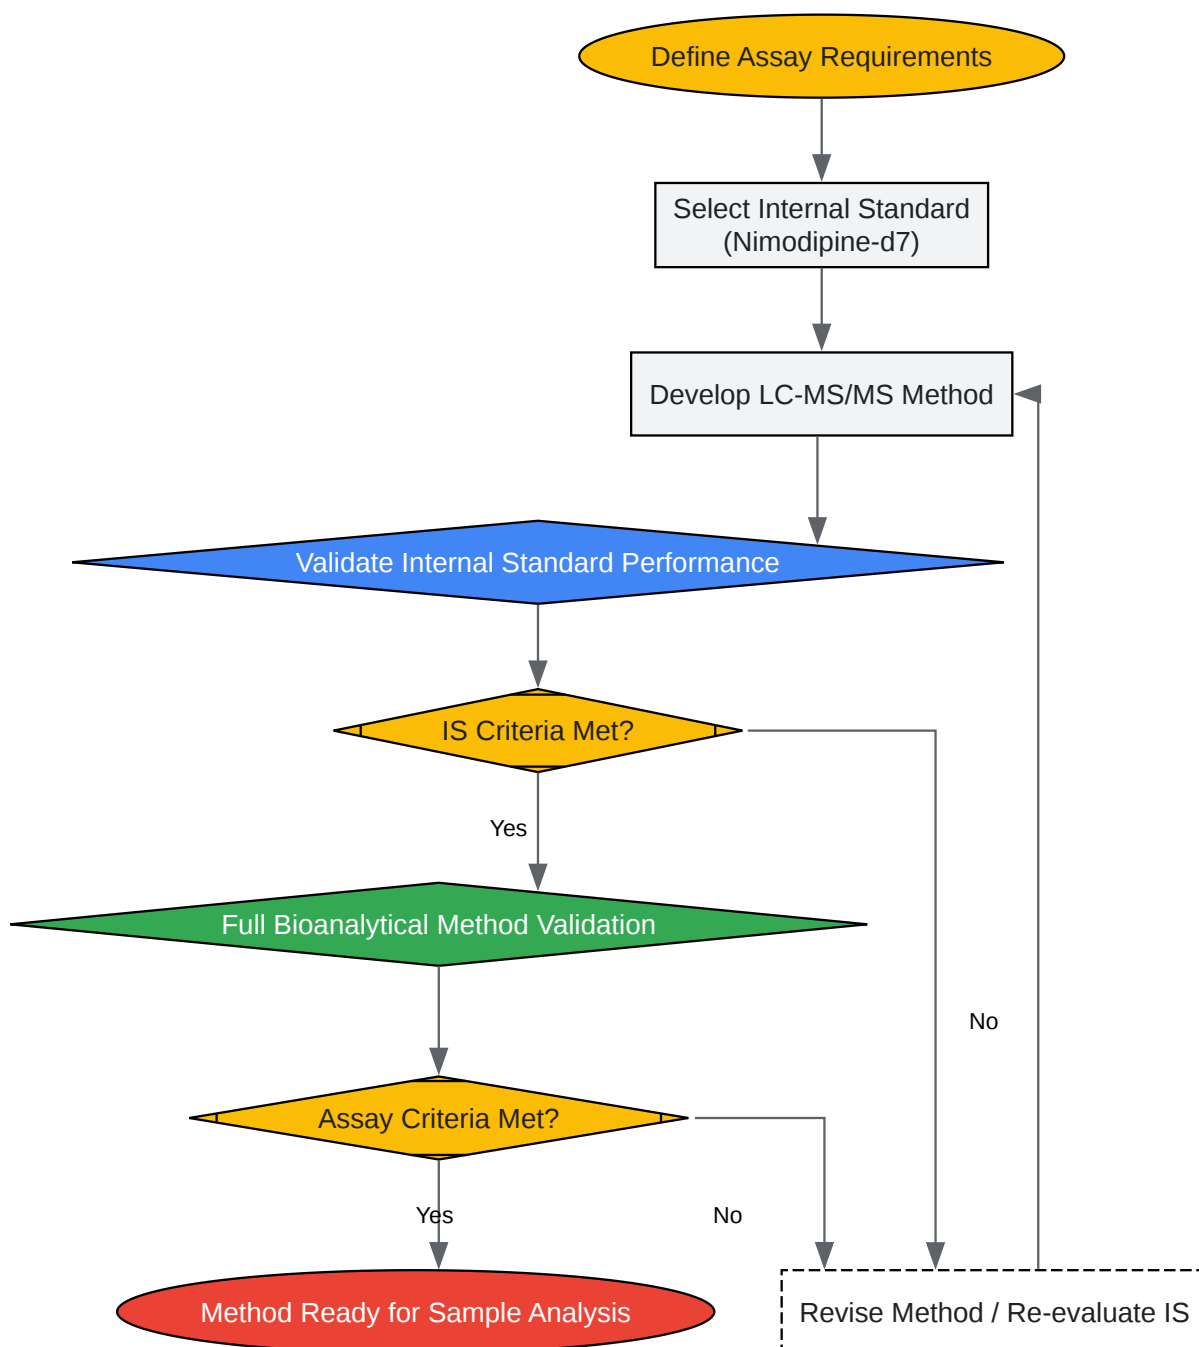 Define Assay Requirements
Select Internal Standard
(Nimodipine-d7)
Develop LC-MS/MS Method
Validate Internal Standard Performance
IS Criteria Met?
Yes
Full Bioanalytical Method Validation
No
Assay Criteria Met?
Yes
No
Method Ready for Sample Analysis
Revise Method / Re-evaluate IS